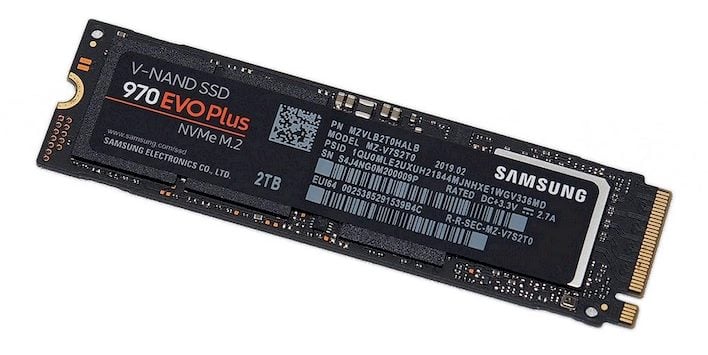 V-NAND SSD
970 EVO Plus
NVMe M.2
www.samsung.com/ssd
SAMSUNG ELECTRONICS CO., LTD.
2TB
PN MZVLB2T0HALB
MODEL MZ-V7S2T0 2019.02
PSID 1QU0MLE2UXUH21844MJNHXE1WGV336MD
SN S4J4NG0M200009P RATED DC+3.3V 2.7A
EUI64 0025385291539B4C
R-R-SEC-MZ-V7S2T0
SAMSUNG